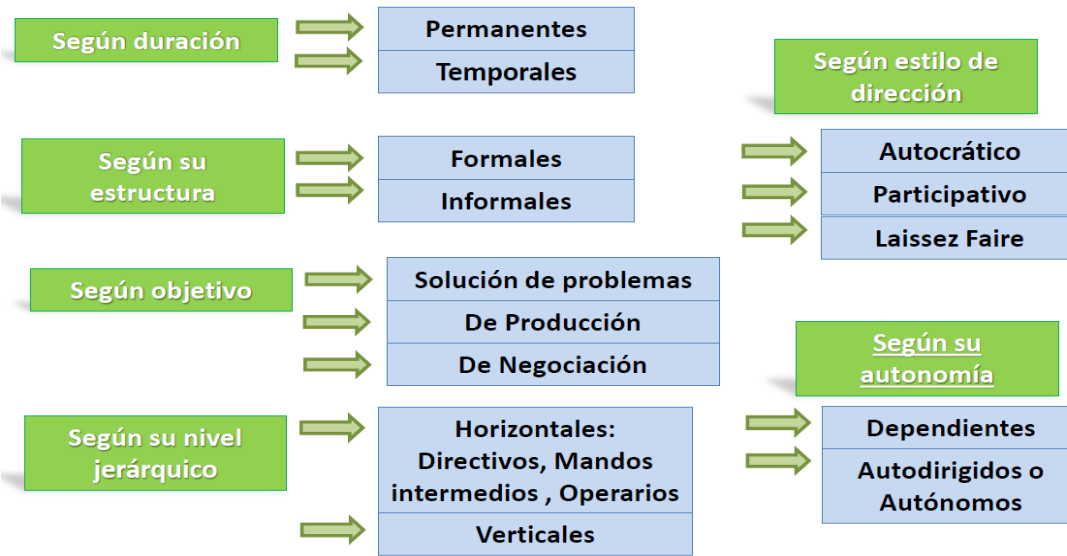 Según duración
Permanentes
Temporales
Según su
estructura
Formales
Informales
Según objetivo
Solución de problemas
De Producción
De Negociación
Según su nivel
jerárquico
Horizontales:
Directivos, Mandos
intermedios , Operarios
Verticales
Según estilo de
dirección
Autocrático
Participativo
Laissez Faire
Según su
autonomía
Dependientes
Autodirigidos o
Autónomos